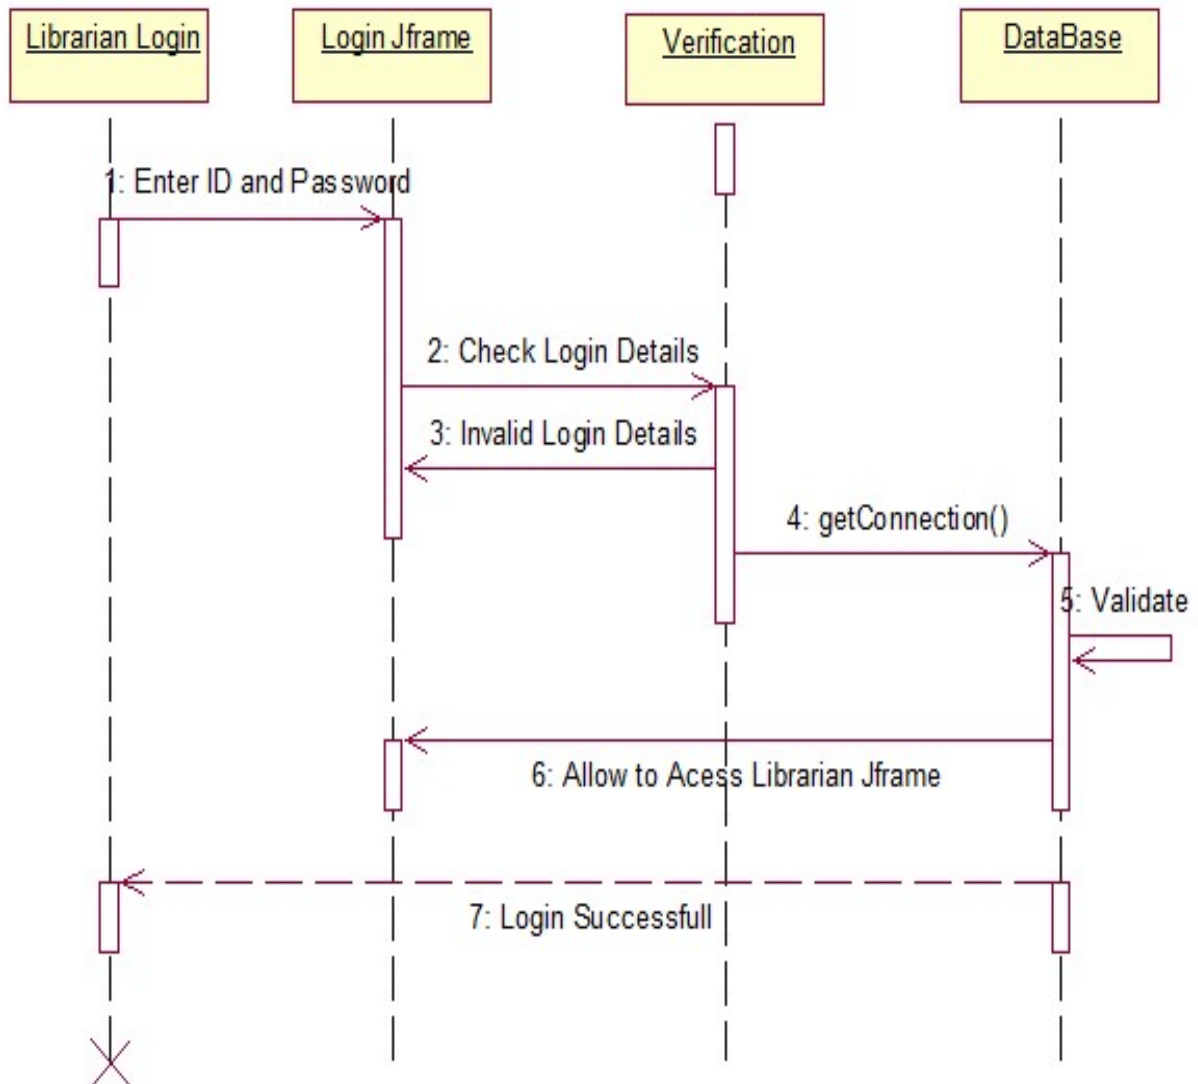 Librarian Login
Login Jframe
Verification
DataBase
1: Enter ID and Password
2: Check Login Details
3: Invalid Login Details
4: getConnection()
5: Validate
6: Allow to Acess Librarian Jframe
7: Login Successfull